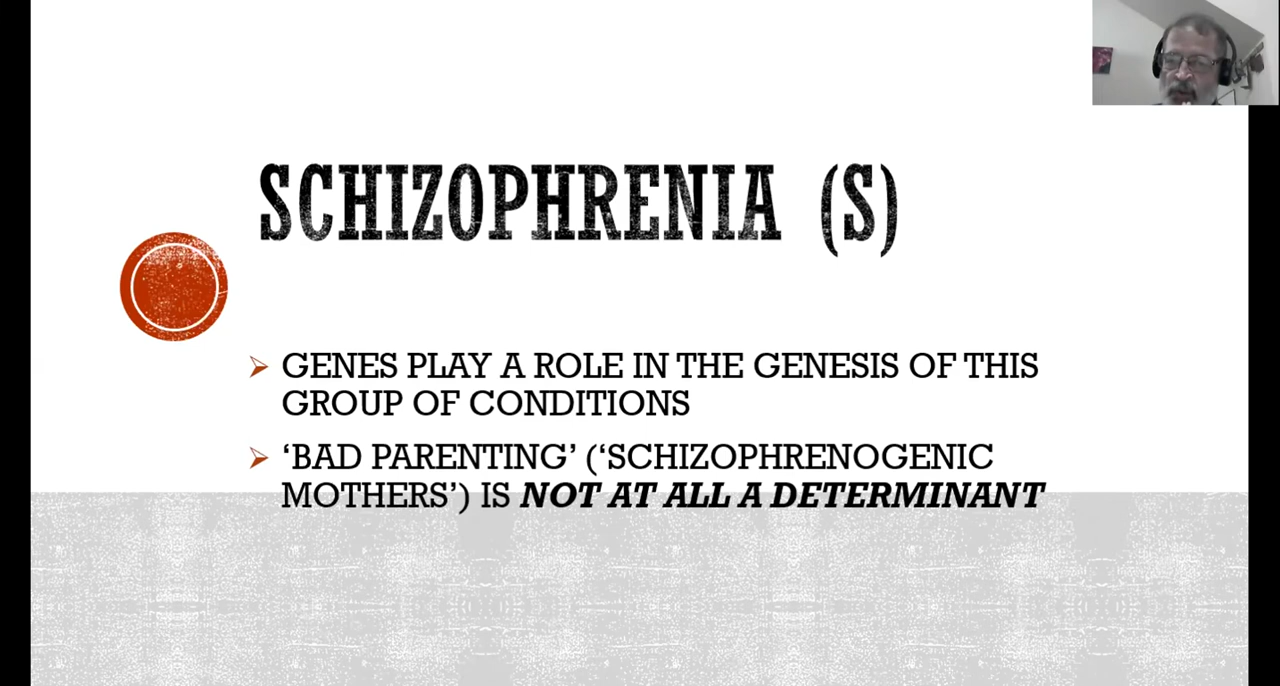 SCHIZOPHRENIA (S)
GENES PLAY A ROLE IN THE GENESIS OF THIS
GROUP OF CONDITIONS
‘BAD PARENTING’ (‘SCHIZOPHRENOGENIC
MOTHERS’) IS NOT AT ALL A DETERMINANT